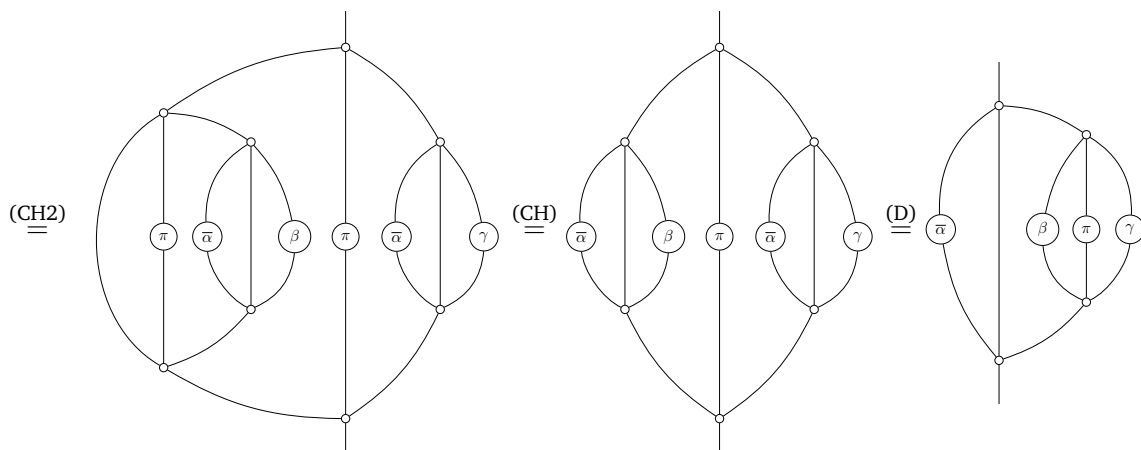 (CH2)
=
π
α̅
β
π
α̅
γ
(CH)
=
α̅
β
π
α̅
γ
(D)
=
α̅
β
π
γ